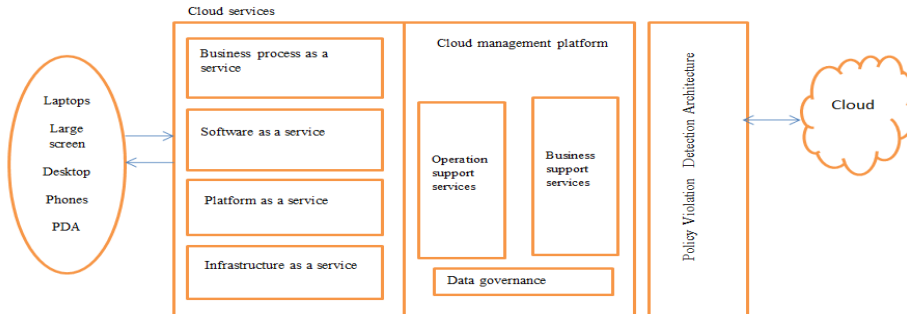 Cloud services
Laptops
Large
screen
Desktop
Phones
PDA
Business process as a
service
Software as a service
Platform as a service
Infrastructure as a service
Cloud management platform
Operation
support
services
Business
support
services
Data governance
Policy Violation Detection Architecture
Cloud